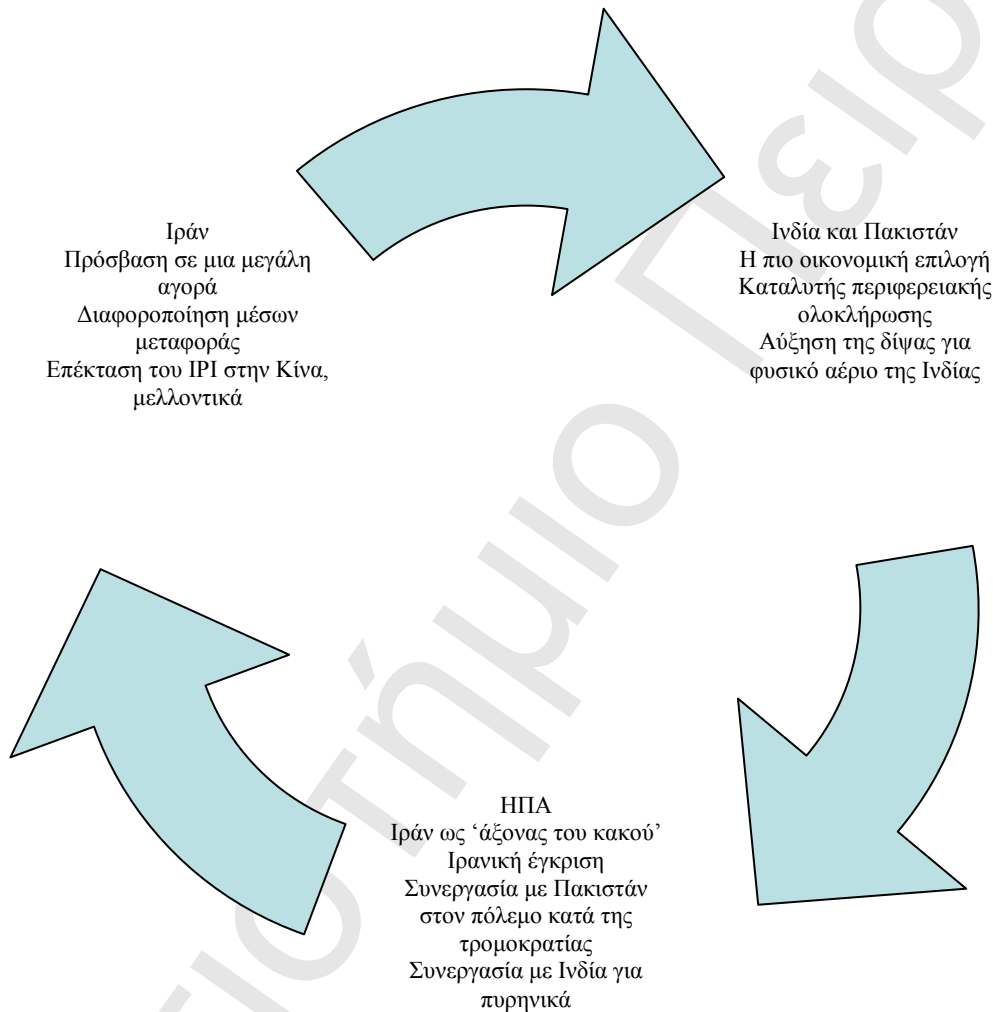 Ιράν
Πρόσβαση σε μια μεγάλη
αγορά
Διαφοροποίηση μέσων
μεταφοράς
Επέκταση του IPI στην Κίνα,
μελλοντικά
Ινδία και Πακιστάν
Η πιο οικονομική επιλογή
Καταλυτής περιφερειακής
ολοκλήρωσης
Αύξηση της δίψας για
φυσικό αέριο της Ινδίας
ΗΠΑ
Ιράν ως ‘άξονας του κακού’
Ιρανική έγκριση
Συνεργασία με Πακιστάν
στον πόλεμο κατά της
τρομοκρατίας
Συνεργασία με Ινδία για
πυρηνικά